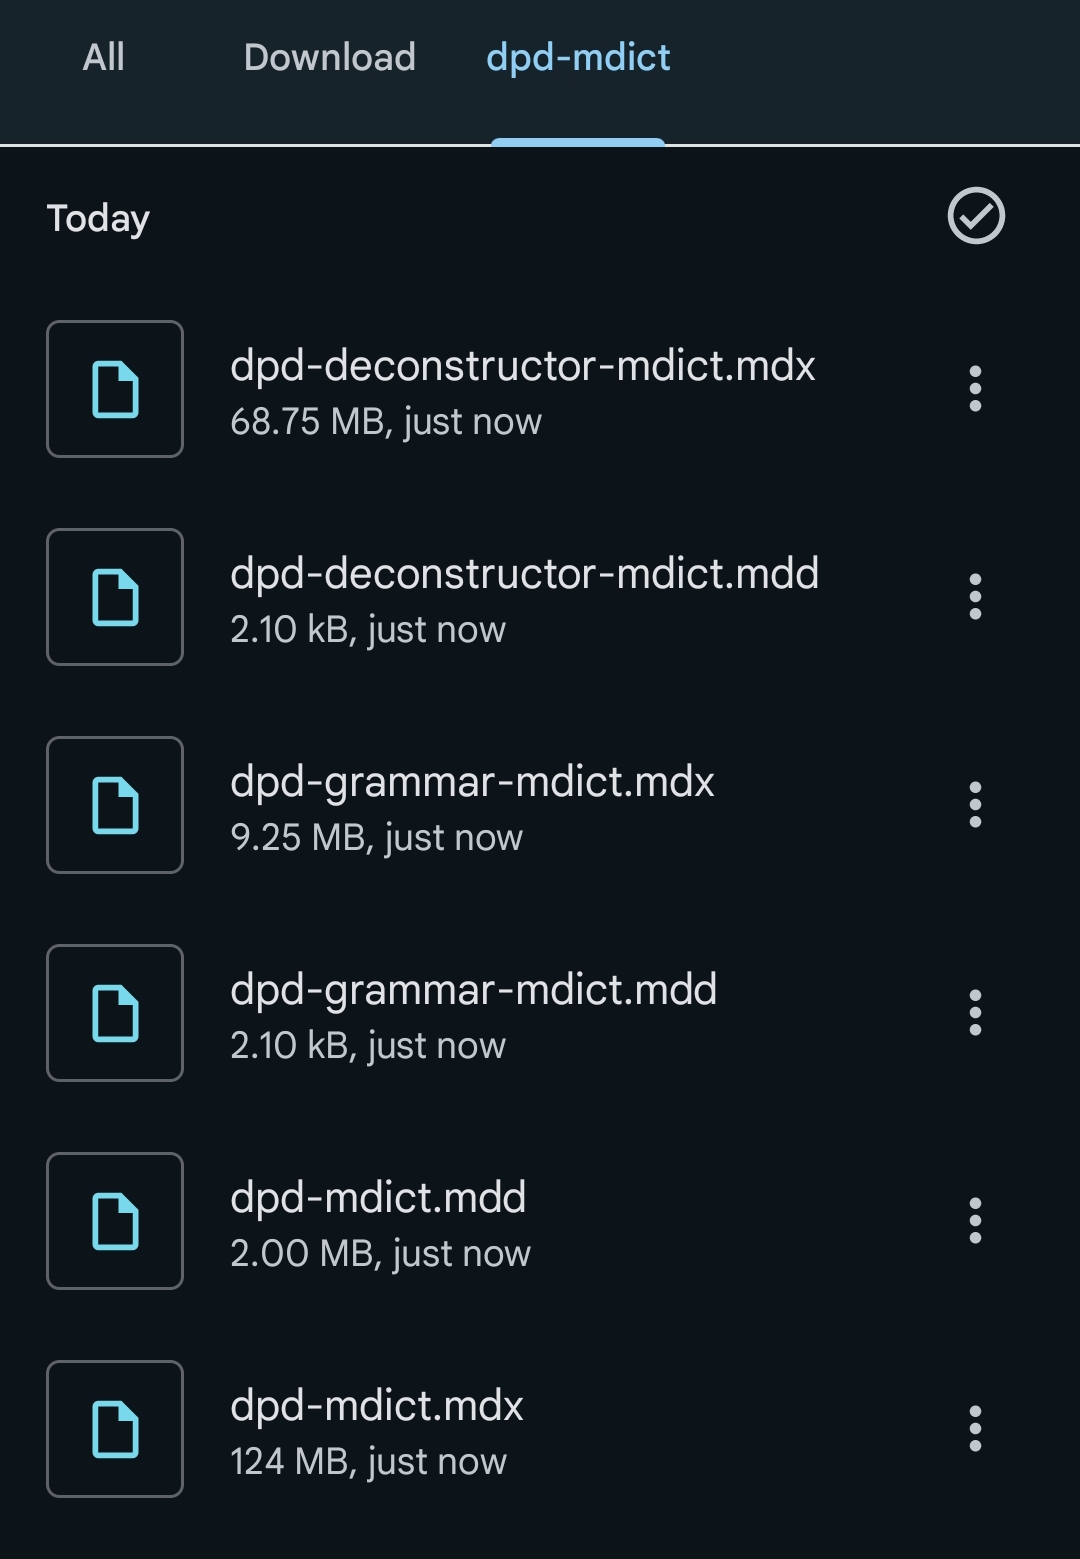 All Download dpd-mdict
Today
dpd-deconstructor-mdict.mdx
68.75 MB, just now
dpd-deconstructor-mdict.mdd
2.10 kB, just now
dpd-grammar-mdict.mdx
9.25 MB, just now
dpd-grammar-mdict.mdd
2.10 kB, just now
dpd-mdict.mdd
2.00 MB, just now
dpd-mdict.mdx
124 MB, just now